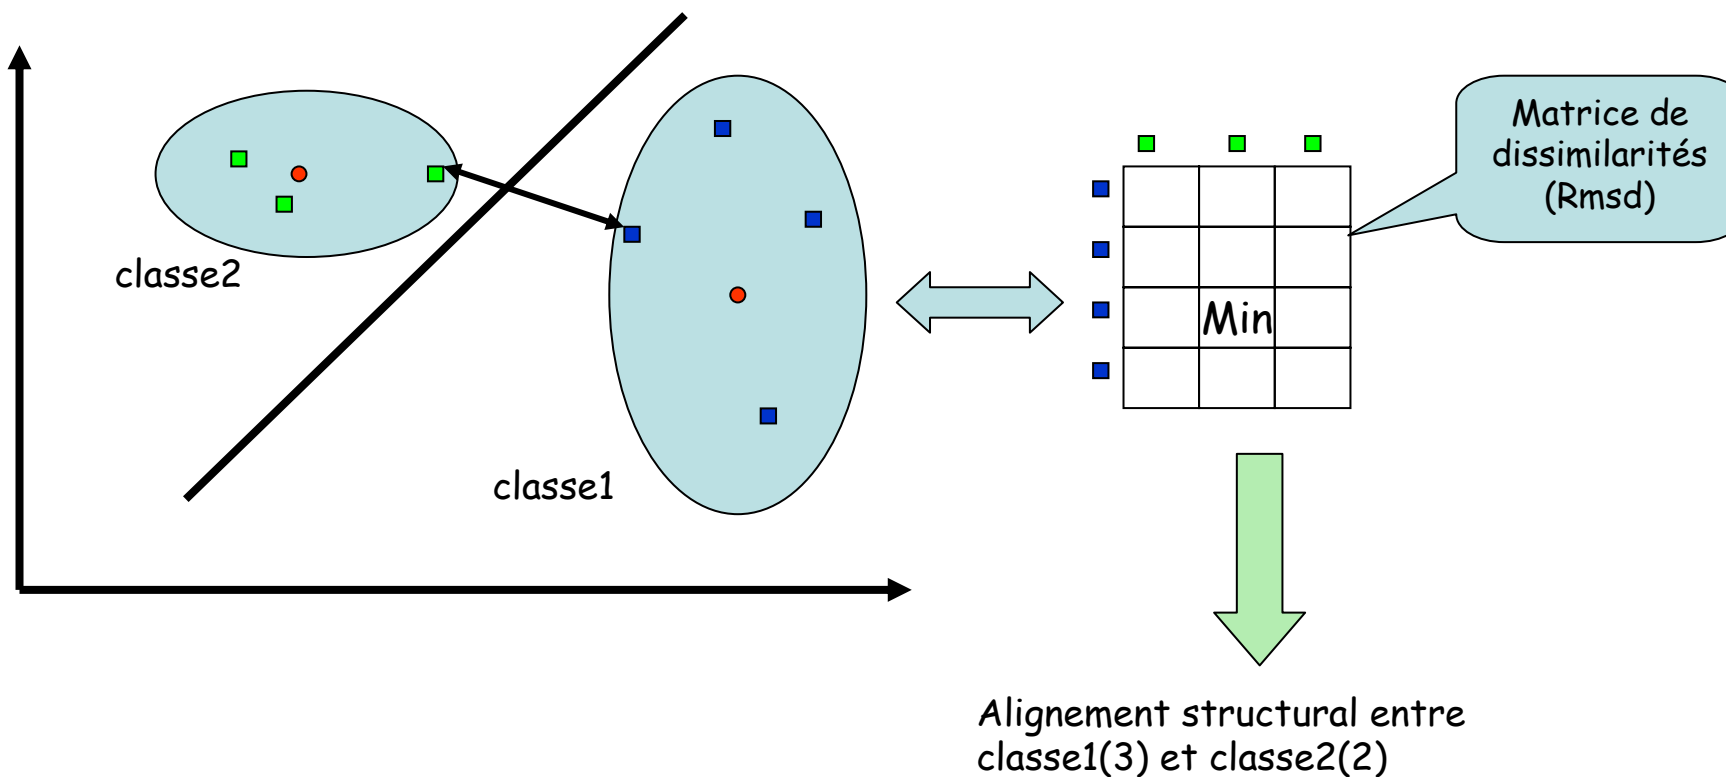 classe2
classe1
Matrice de
dissimilarités
(Rmsd)
Min
Alignement structural entre
classe1(3) et classe2(2)